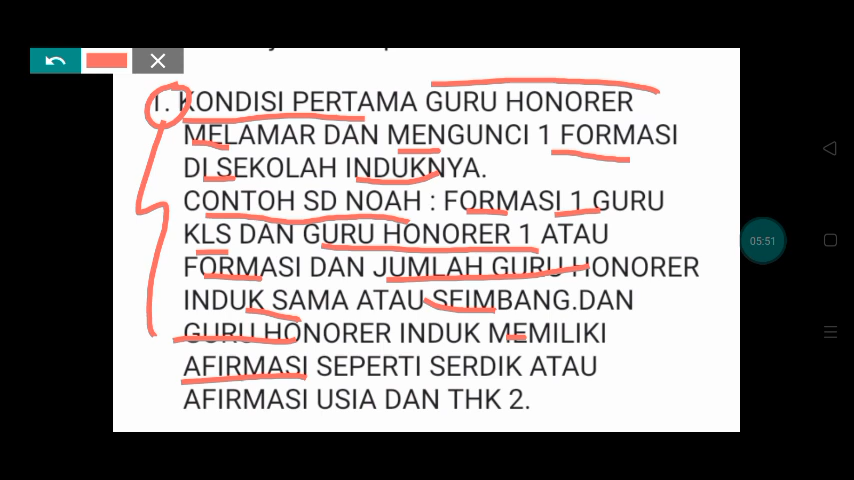 1. KONDISI PERTAMA GURU HONORER
MELAMAR DAN MENGUNCI 1 FORMASI
DI SEKOLAH INDUKNYA.
CONTOH SD NOAH : FORMASI 1 GURU
KLS DAN GURU HONORER 1 ATAU
FORMASI DAN JUMLAH GURU HONORER
INDUK SAMA ATAU SEIMBANG.DAN
GURU HONORER INDUK MEMILIKI
AFIRMASI SEPERTI SERDIK ATAU
AFIRMASI USIA DAN THK 2.
05:51